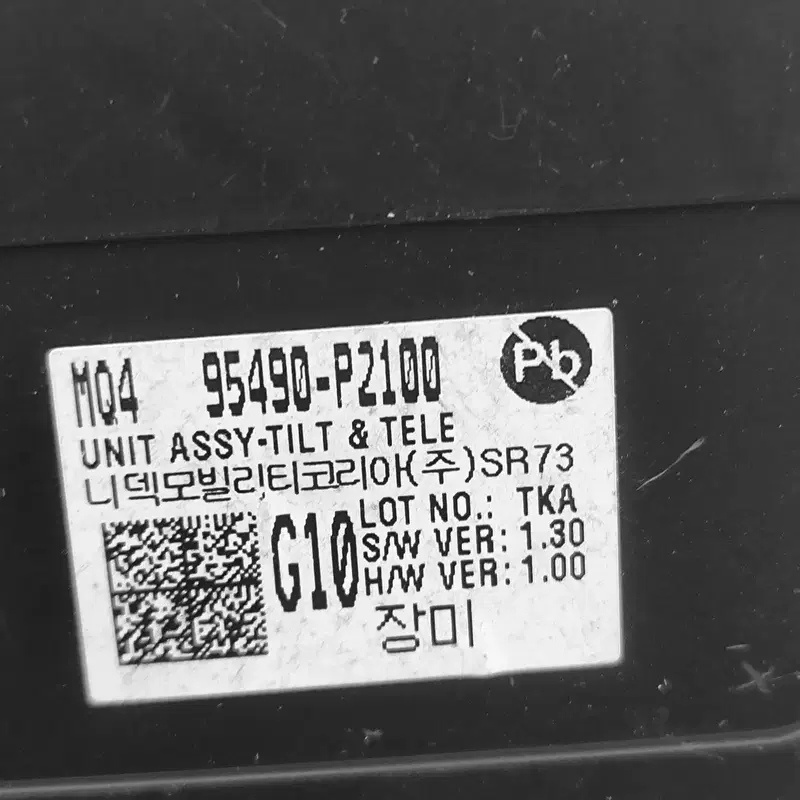 MQ4 95490-P2100
Pb
UNIT ASSY-TILT & TELE
니덱모빌리티코리아(주)SR73
G10
LOT NO.: TKA
S/W VER: 1.30
H/W VER: 1.00
장미